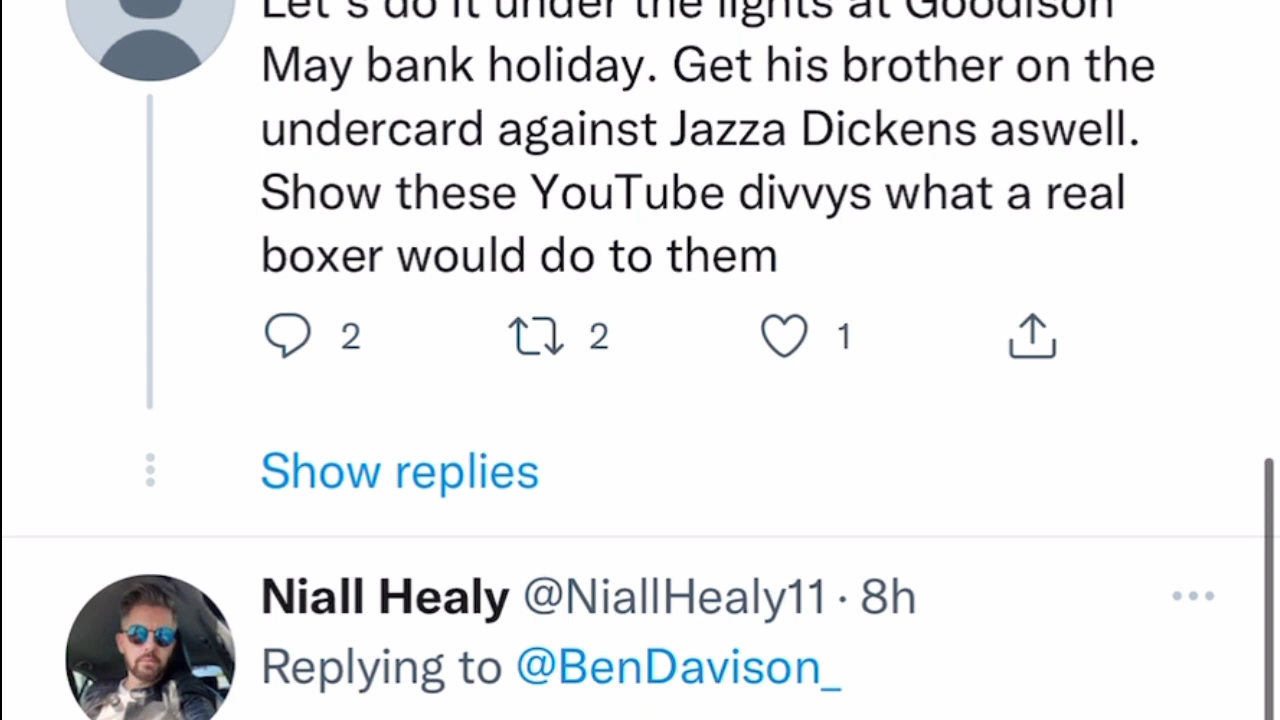 Let's do it under the lights at Goodison
May bank holiday. Get his brother on the
undercard against Jazza Dickens aswell.
Show these YouTube divvys what a real
boxer would do to them
2 2 1
Show replies
Niall Healy @NiallHealy11 · 8h
Replying to @BenDavison_